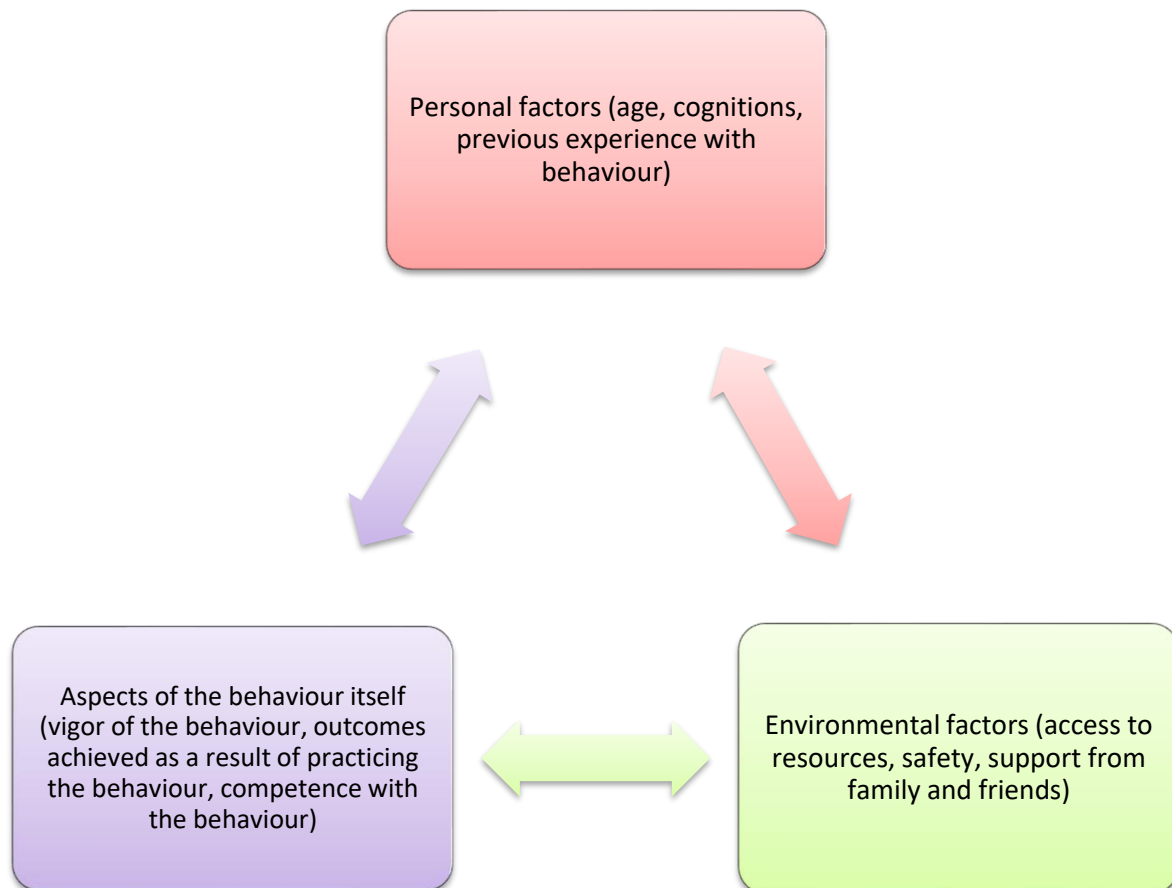 Personal factors (age, cognitions,
previous experience with
behaviour)
Aspects of the behaviour itself
(vigor of the behaviour, outcomes
achieved as a result of practicing
the behaviour, competence with
the behaviour)
Environmental factors (access to
resources, safety, support from
family and friends)